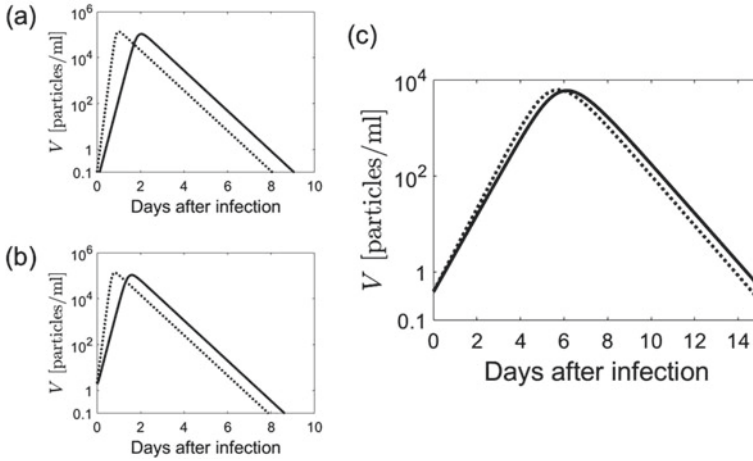 (a)
V [particles/ml]
10^6
10^4
10^2
1
0.1
0 2 4 6 8 10
Days after infection
(b)
V [particles/ml]
10^6
10^4
10^2
1
0.1
0 2 4 6 8 10
Days after infection
(c)
V [particles/ml]
10^4
10^2
1
0.1
0 2 4 6 8 10 12 14
Days after infection